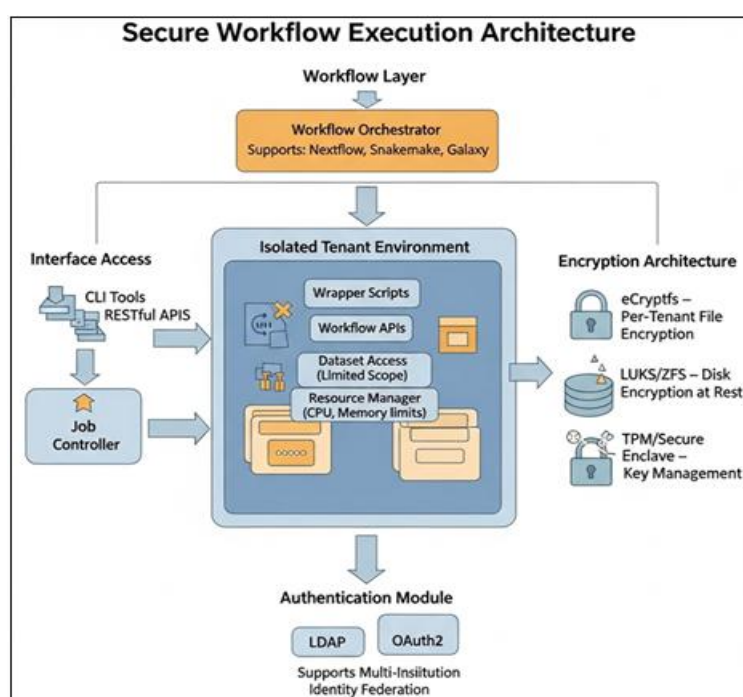 Secure Workflow Execution Architecture
Workflow Layer
Workflow Orchestrator
Supports: Nextflow, Snakemake, Galaxy
Interface Access
CLI Tools
RESTful APIS
Job
Controller
Isolated Tenant Environment
Wrapper Scripts
Workflow APIs
Dataset Access
(Llmited Scope)
Resource Manager
(CPU, Memory limits)
Encryption Architecture
eCryptfs –
Per-Tenant File
Encryption
LUKS/ZFS – Disk
Encryption at Rest
TPM/Secure
Enclave –
Key Management
Authentication Module
LDAP
OAuth2
Supports Multi-Insiitution
Identity Federation